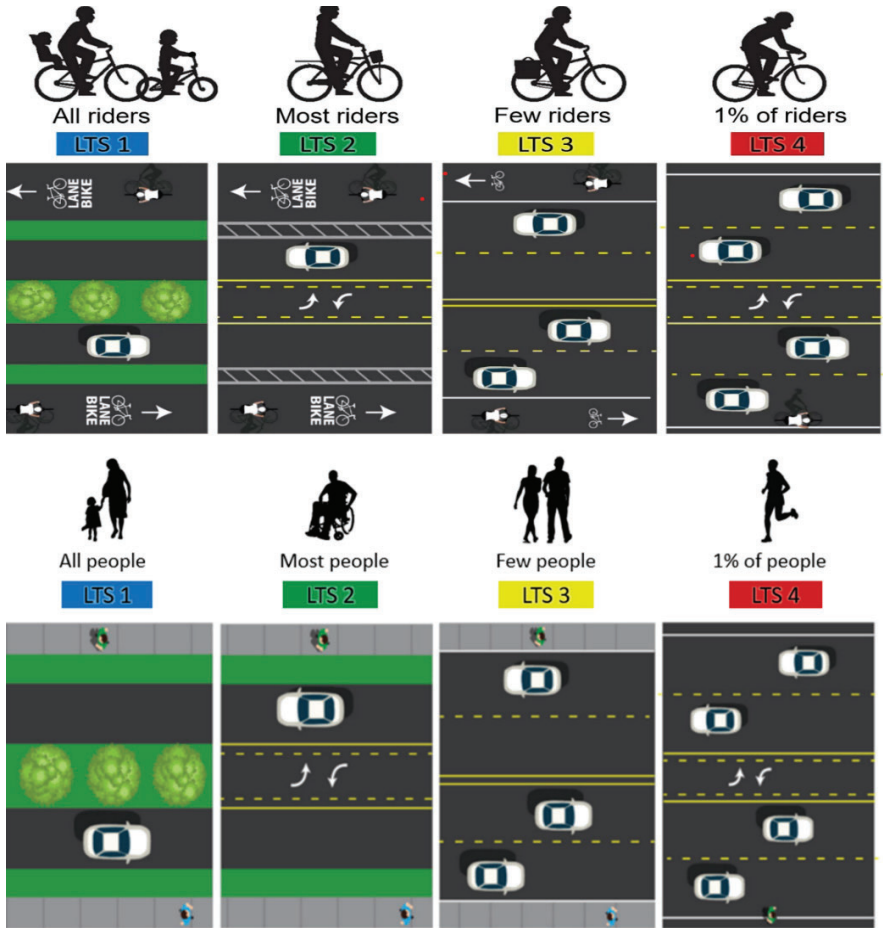 All riders
Most riders
Few riders
1% of riders
LTS 1
LTS 2
LTS 3
LTS 4
LANE
BIKE
LANE
BIKE
LANE
BIKE
LANE
BIKE
All people
Most people
Few people
1% of people
LTS 1
LTS 2
LTS 3
LTS 4